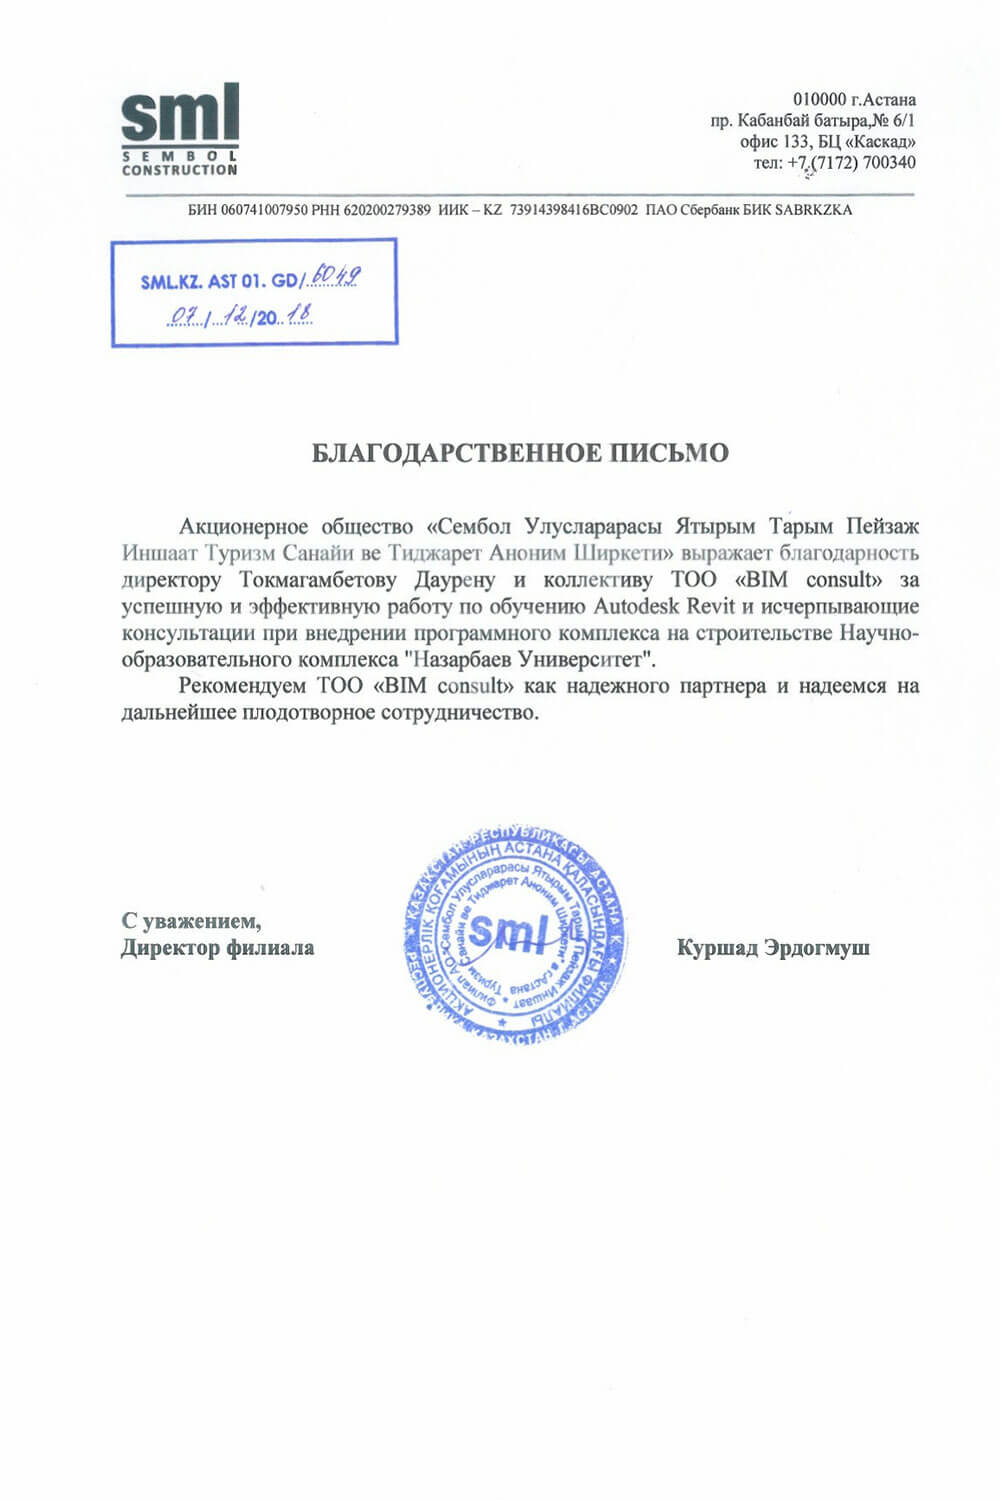 sml
SEMBOL
CONSTRUCTION
010000 г.Астана
пр. Кабанбай батыра,№ 6/1
офис 133, БЦ «Каскад»
тел: +7 (7172) 700340
БИН 060741007950 РНН 620200279389 ИИК – KZ 73914398416BC0902 ПАО Сбербанк БИК SABRKZKA
SML.KZ. AST 01. GD/ 6049
07 / 12 /20 18
БЛАГОДАРСТВЕННОЕ ПИСЬМО
Акционерное общество «Сембол Улусларарасы Ятырым Тарым Пейзаж
Иншаат Туризм Санайи ве Тиджарет Аноним Ширкети» выражает благодарность
директору Токмагамбетову Даурену и коллективу ТОО «BIM consult» за
успешную и эффективную работу по обучению Autodesk Revit и исчерпывающие
консультации при внедрении программного комплекса на строительстве Научно-
образовательного комплекса "Назарбаев Университет".
Рекомендуем ТОО «BIM consult» как надежного партнера и надеемся на
дальнейшее плодотворное сотрудничество.
С уважением,
Директор филиала
Куршад Эрдогмуш
АКЦИОНЕРЛІК ҚОҒАМЫНЫҢ АСТАНА ҚАЛАСЫНДАҒЫ ФИЛИАЛЫ
Филиал АО «Сембол Улусларарасы Ятырым Тарым Пейзаж Иншаат
Туризм Санайи ве Тиджарет Аноним Ширкети" в г.Астана
sml